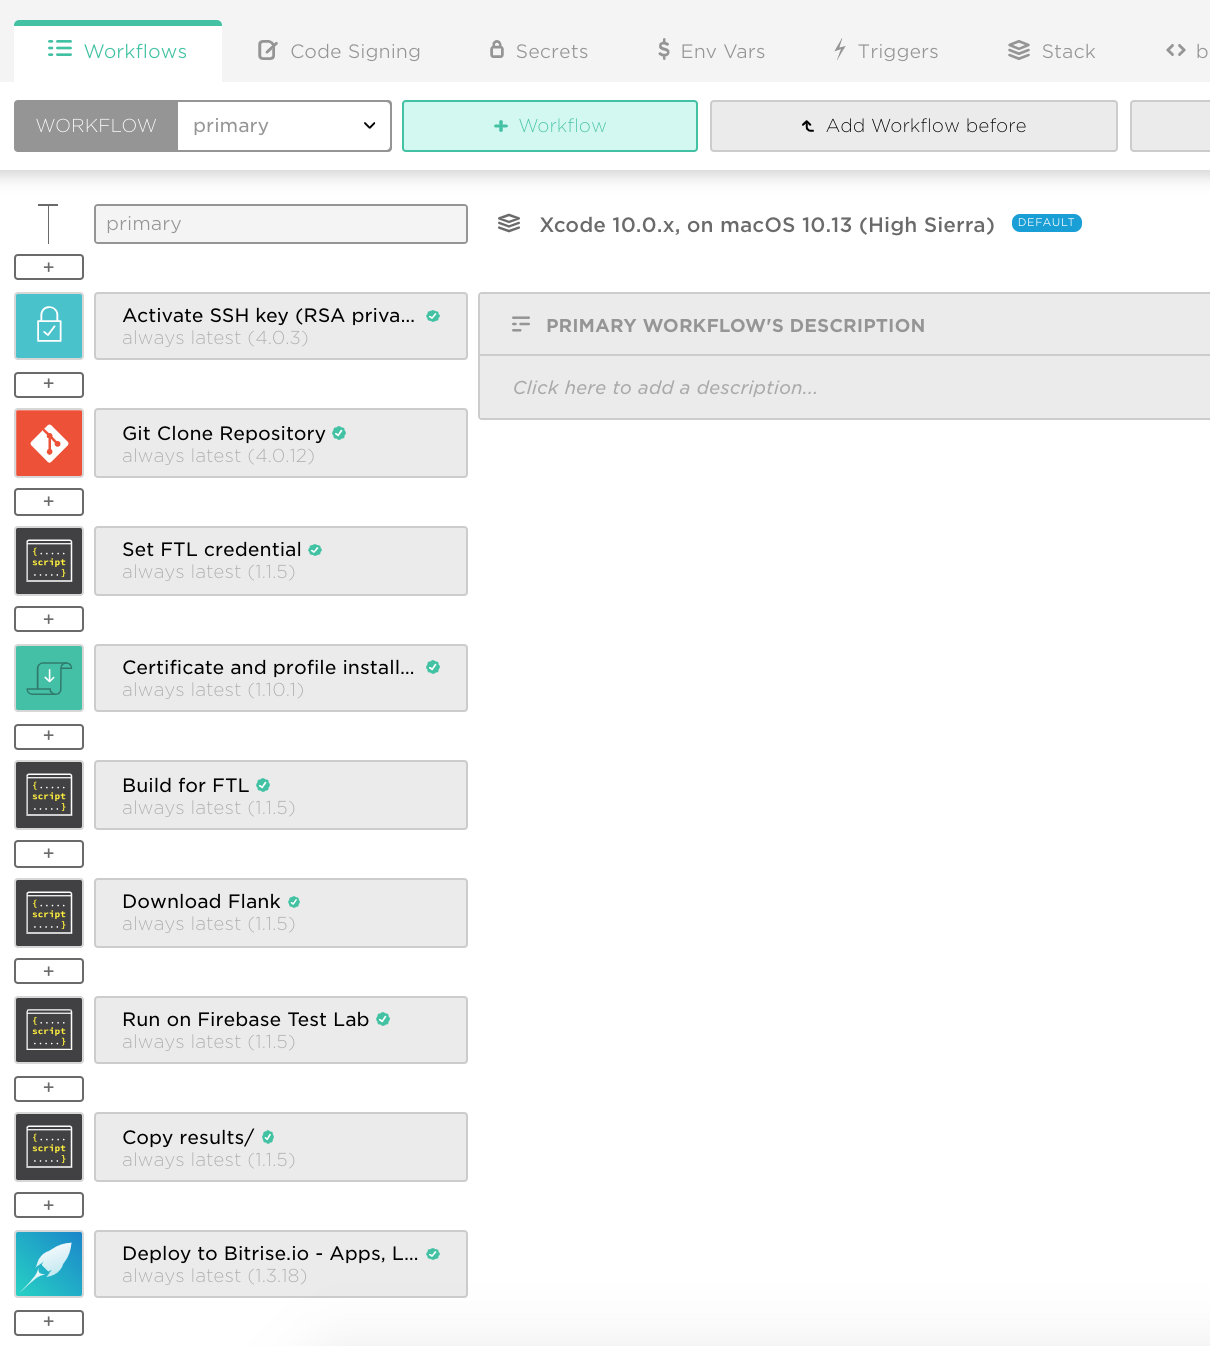 Workflows
Code Signing
Secrets
Env Vars
Triggers
Stack
b
WORKFLOW
primary
+ Workflow
Add Workflow before
primary
Xcode 10.0.x, on macOS 10.13 (High Sierra)
DEFAULT
+
Activate SSH key (RSA priva...
always latest (4.0.3)
PRIMARY WORKFLOW'S DESCRIPTION
Click here to add a description...
+
Git Clone Repository
always latest (4.0.12)
+
{.....
script
.....}
Set FTL credential
always latest (1.1.5)
+
Certificate and profile install...
always latest (1.10.1)
+
{.....
script
.....}
Build for FTL
always latest (1.1.5)
+
{.....
script
.....}
Download Flank
always latest (1.1.5)
+
{.....
script
.....}
Run on Firebase Test Lab
always latest (1.1.5)
+
{.....
script
.....}
Copy results/
always latest (1.1.5)
+
Deploy to Bitrise.io - Apps, L...
always latest (1.3.18)
+